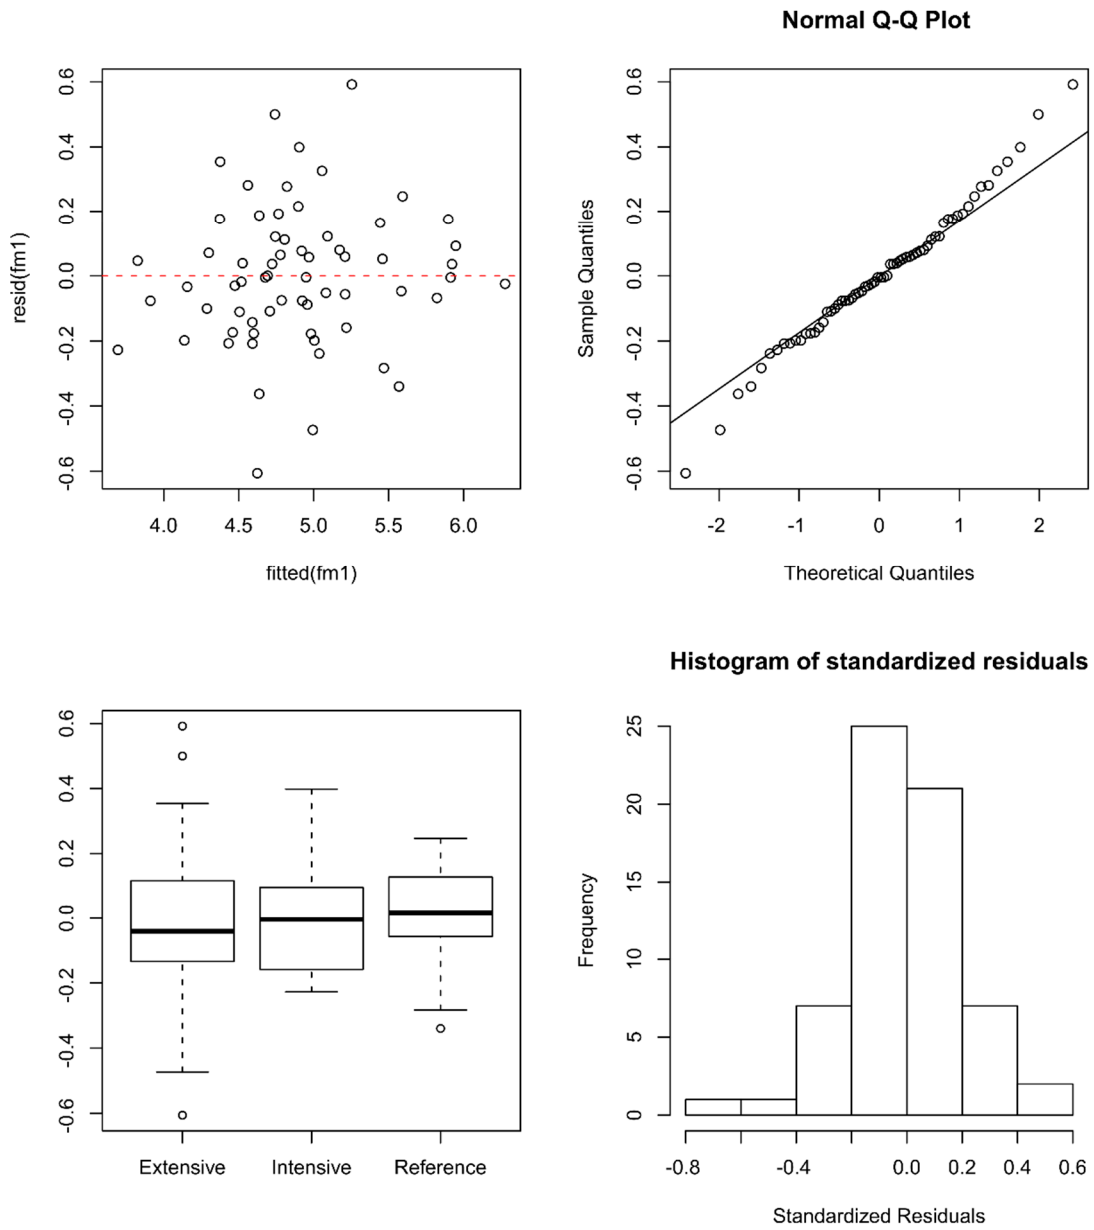 Normal Q-Q Plot
0.6
0.4
0.2
0.0
-0.2
-0.4
-0.6
resid(fm1)
4.0 4.5 5.0 5.5 6.0
fitted(fm1)
0.6
0.4
0.2
0.0
-0.2
-0.4
-0.6
Sample Quantiles
-2 -1 0 1 2
Theoretical Quantiles
0.6
0.4
0.2
0.0
-0.2
-0.4
-0.6
Extensive Intensive Reference
Histogram of standardized residuals
25
20
15
10
5
0
Frequency
-0.8 -0.4 0.0 0.2 0.4 0.6
Standardized Residuals